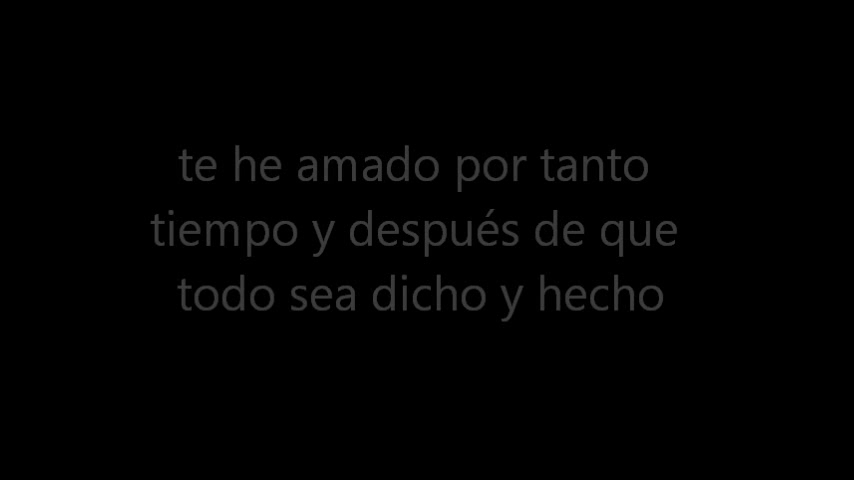 te he amado por tanto
tiempo y después de que
todo sea dicho y hecho